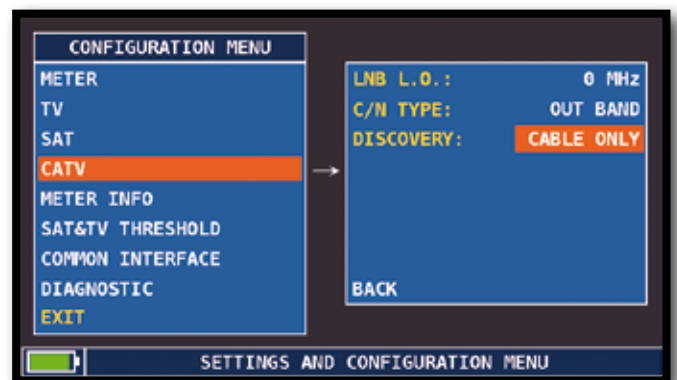 CONFIGURATION MENU
METER
TV
SAT
CATV
METER INFO
SAT&TV THRESHOLD
COMMON INTERFACE
DIAGNOSTIC
EXIT
LNB L.O.: 0 MHz
C/N TYPE: OUT BAND
DISCOVERY: CABLE ONLY
BACK
SETTINGS AND CONFIGURATION MENU